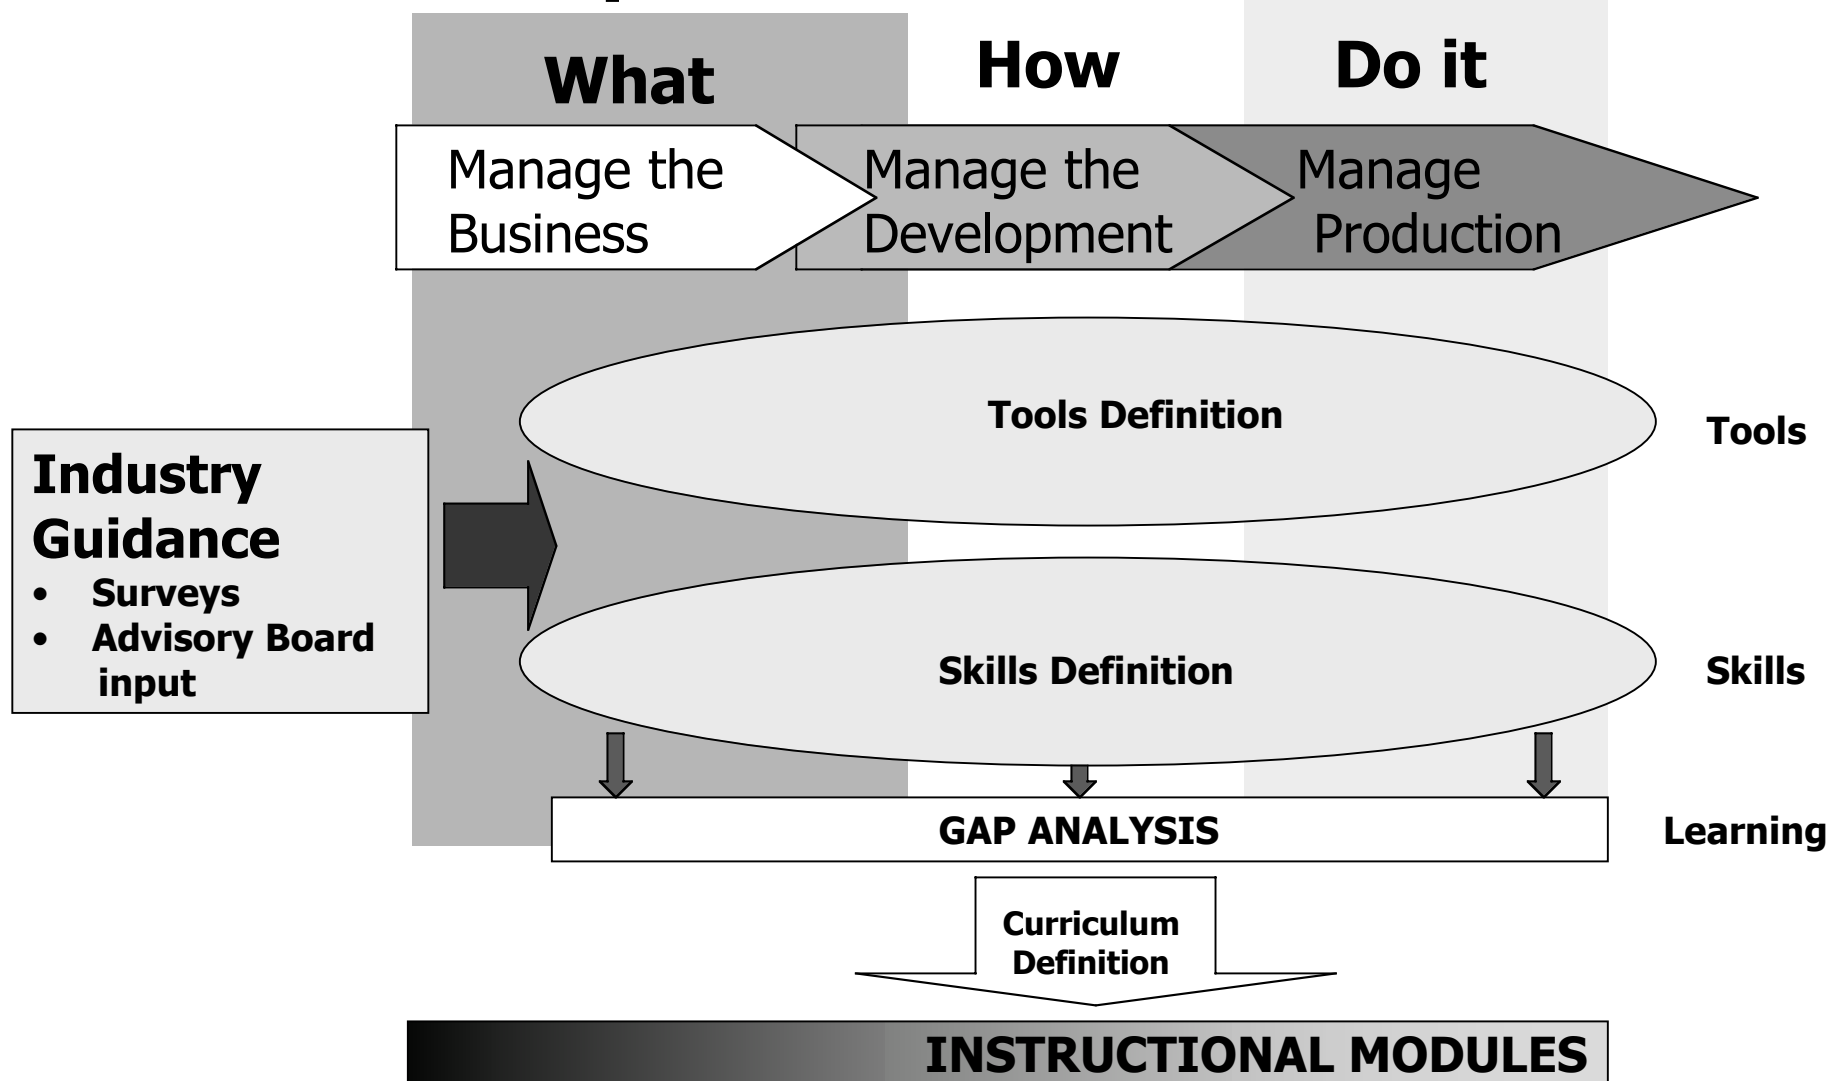 What
How
Do it
Manage the
Business
Manage the
Development
Manage
Production
Tools Definition
Tools
Industry
Guidance
• Surveys
• Advisory Board
input
Skills Definition
Skills
GAP ANALYSIS
Learning
Curriculum
Definition
INSTRUCTIONAL MODULES